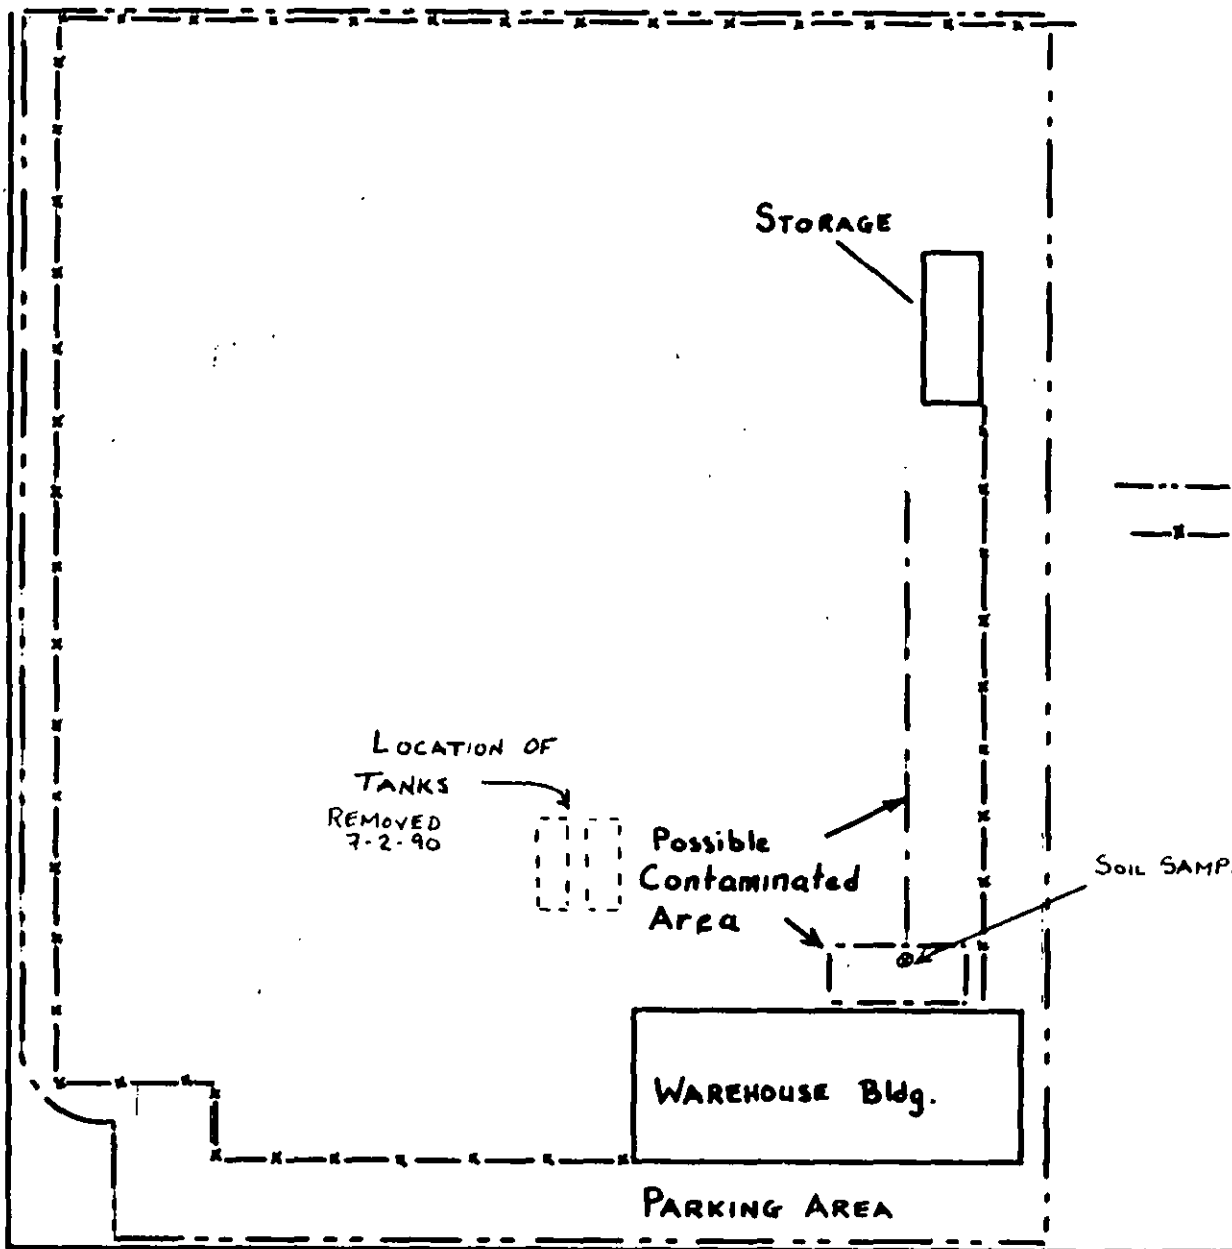 STORAGE
LOCATION OF
TANKS
REMOVED
7-2-90
Possible
Contaminated
Area
SOIL SAMP
WAREHOUSE Bldg.
PARKING AREA